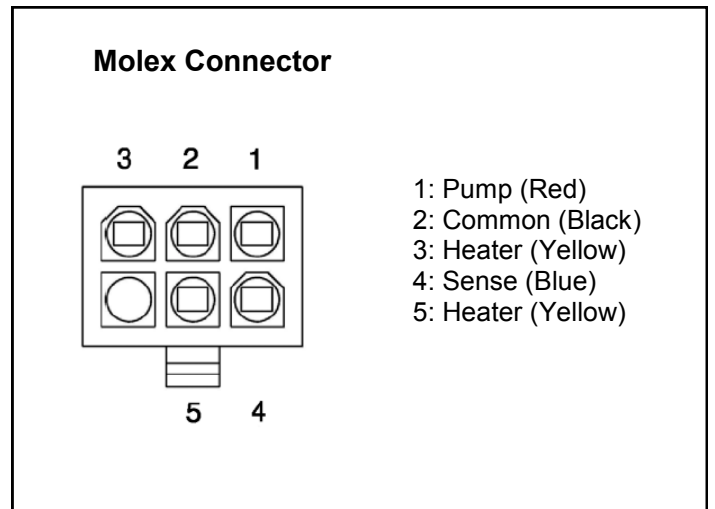 Molex Connector
3 2 1
1: Pump (Red)
2: Common (Black)
3: Heater (Yellow)
4: Sense (Blue)
5: Heater (Yellow)
5 4